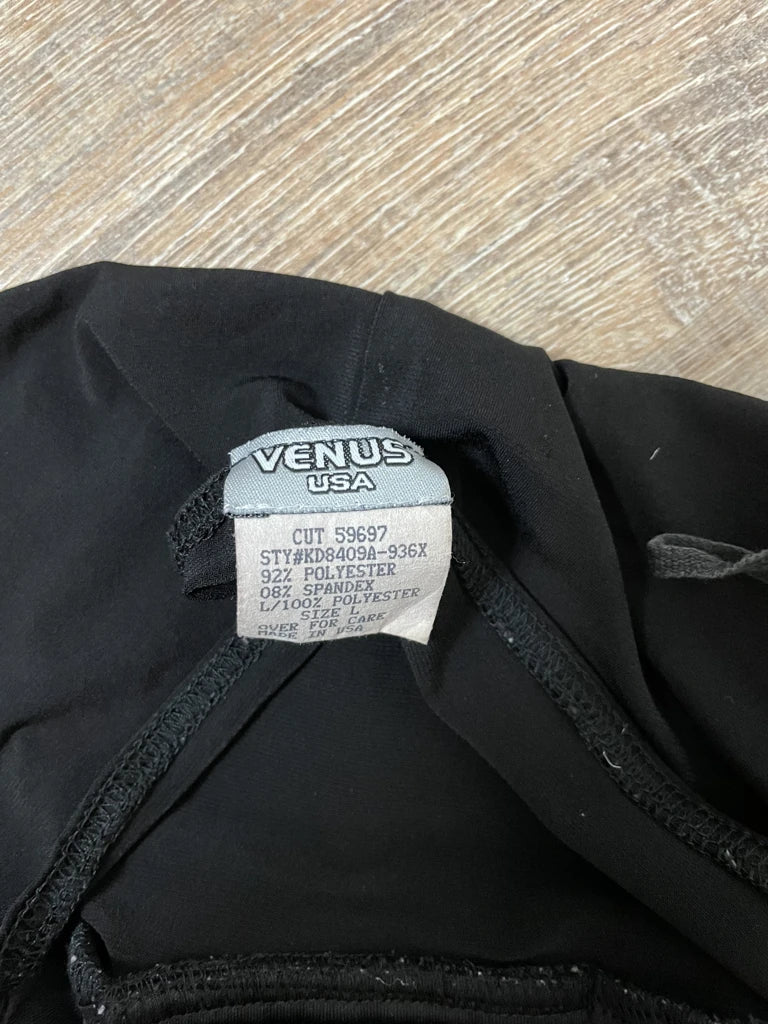 VENUS
USA
CUT 59697
STY#KD8409A-936X
92% POLYESTER
08% SPANDEX
L/100% POLYESTER
SIZE L
OVER FOR CARE
MADE IN USA